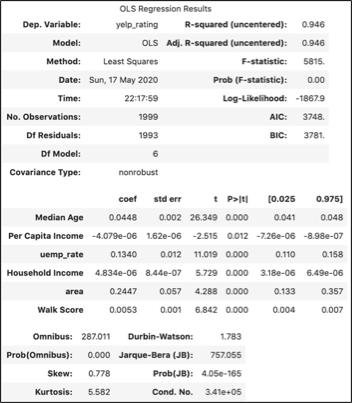 OLS Regression Results
Dep. Variable: yelp_rating R-squared (uncentered): 0.946
Model: OLS Adj. R-squared (uncentered): 0.946
Method: Least Squares F-statistic: 5815.
Date: Sun, 17 May 2020 Prob (F-statistic): 0.00
Time: 22:17:59 Log-Likelihood: -1867.9
No. Observations: 1999 AIC: 3748.
Df Residuals: 1993 BIC: 3781.
Df Model: 6
Covariance Type: nonrobust
coef std err t P>|t| [0.025 0.975]
Median Age 0.0448 0.002 26.349 0.000 0.041 0.048
Per Capita Income -4.079e-06 1.62e-06 -2.515 0.012 -7.26e-06 -8.98e-07
uemp_rate 0.1340 0.012 11.019 0.000 0.110 0.158
Household Income 4.834e-06 8.44e-07 5.729 0.000 3.18e-06 6.49e-06
area 0.2447 0.057 4.288 0.000 0.133 0.357
Walk Score 0.0053 0.001 6.842 0.000 0.004 0.007
Omnibus: 287.011 Durbin-Watson: 1.783
Prob(Omnibus): 0.000 Jarque-Bera (JB): 757.055
Skew: 0.778 Prob(JB): 4.05e-165
Kurtosis: 5.582 Cond. No. 3.41e+05